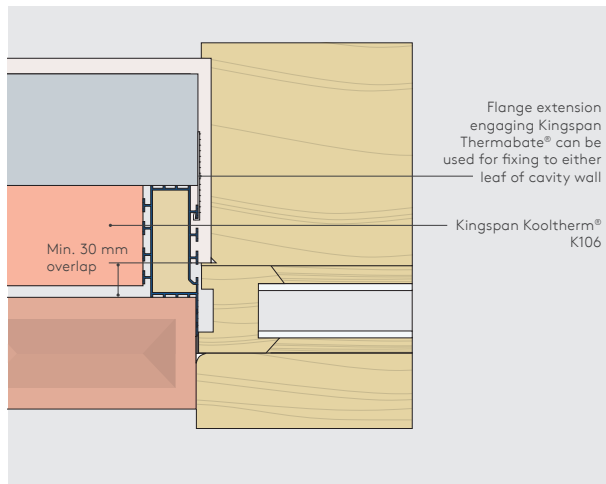 Flange extension
engaging Kingspan
Thermabate® can be
used for fixing to either
leaf of cavity wall
Kingspan Kooltherm®
K106
Min. 30 mm
overlap